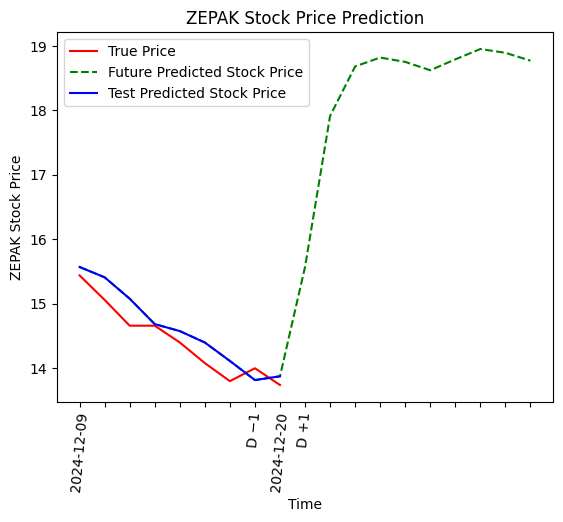 ZEPAK Stock Price Prediction
True Price
Future Predicted Stock Price
Test Predicted Stock Price
ZEPAK Stock Price
19
18
17
16
15
14
2024-12-09
D −1
2024-12-20
D +1
Time